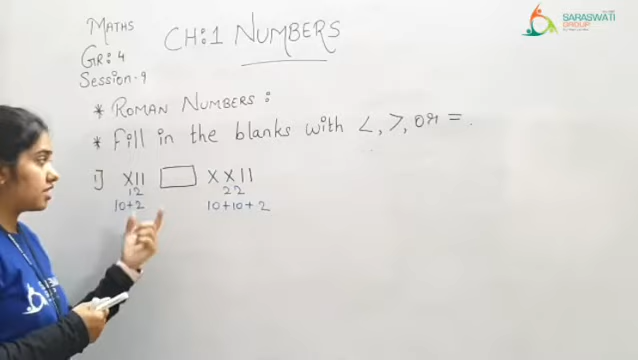 MATHS
GR: 4
Session-9
CH:1 NUMBERS
SARASWATI
GROUP
* ROMAN NUMBERS:
* Fill in the blanks with <, >, or =.
1] XII XXII
12 22
10+2 10+10+2